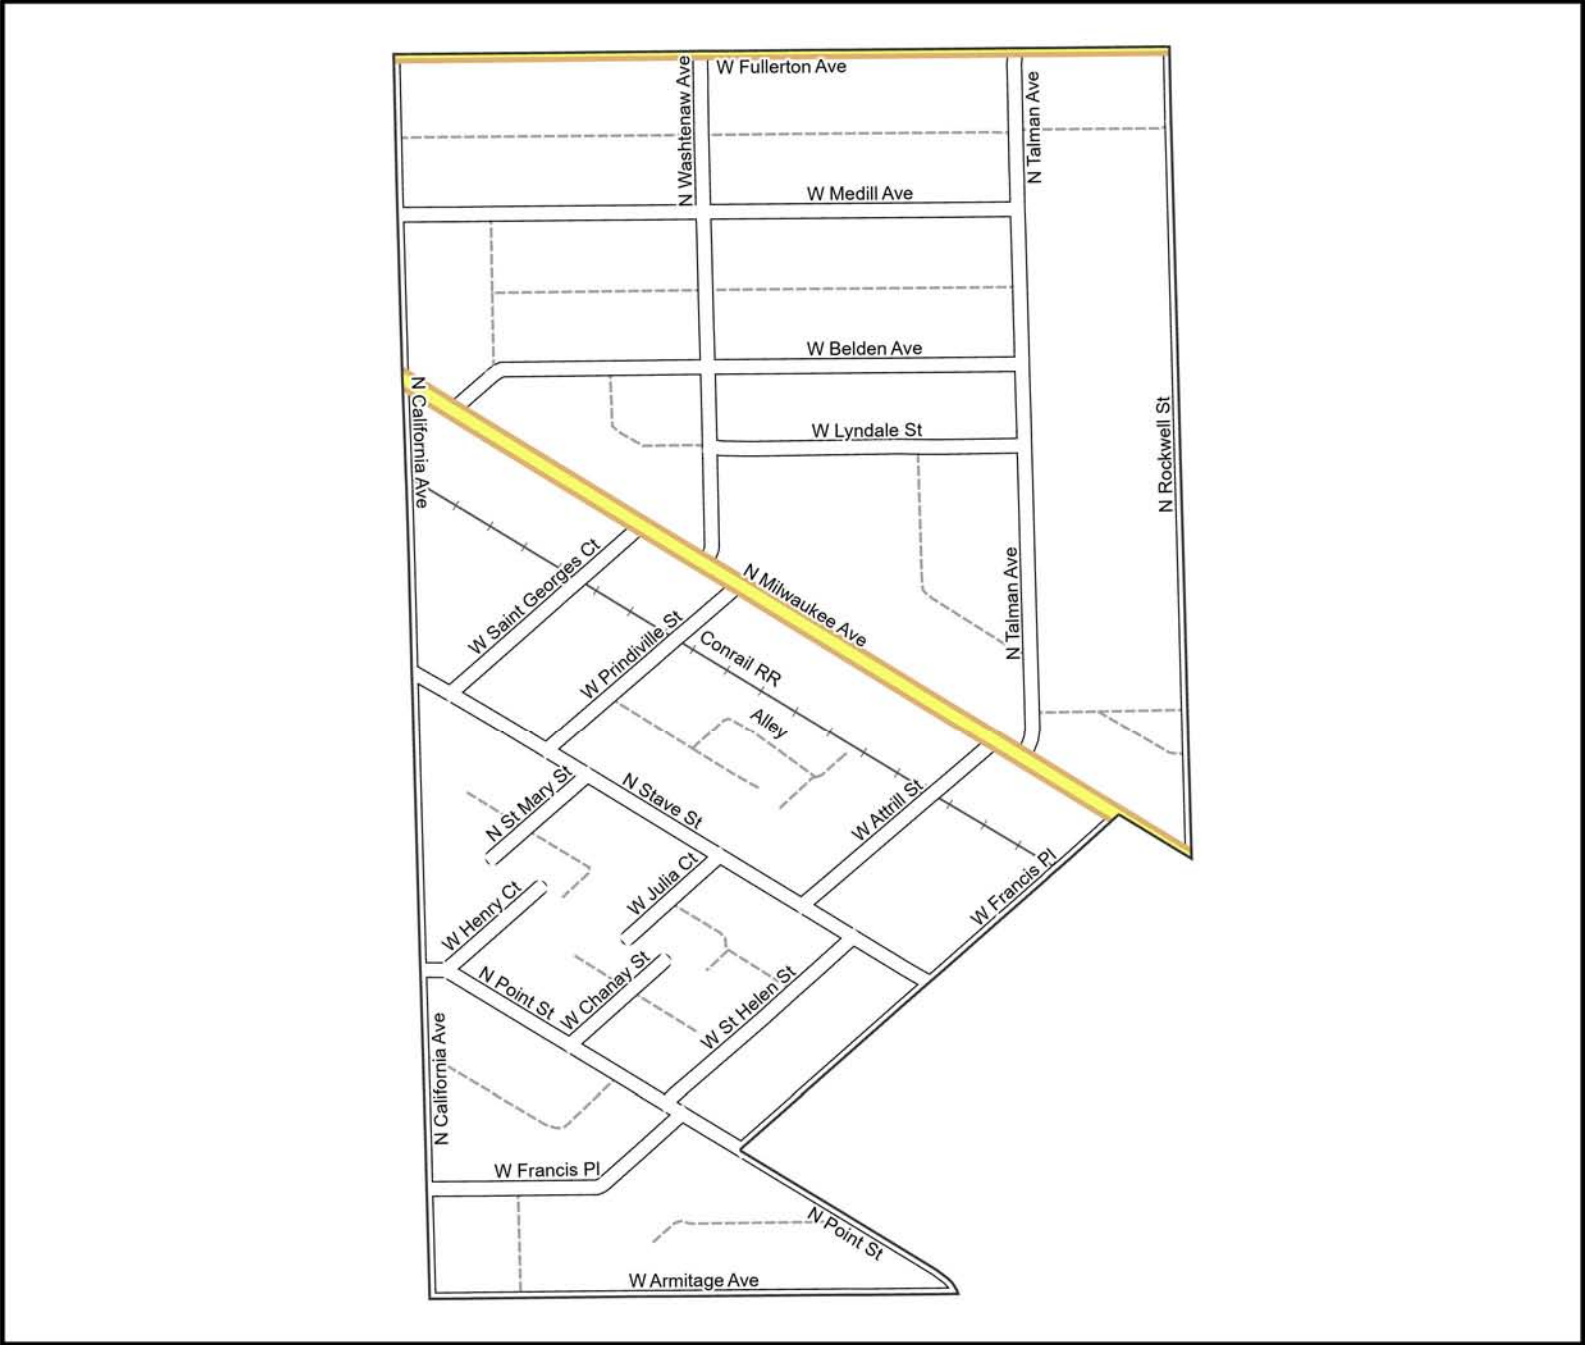 W Fullerton Ave
N Washtenaw Ave
N Talman Ave
W Medill Ave
W Belden Ave
N California Ave
W Lyndale St
N Rockwell St
W Saint Georges Ct
N Milwaukee Ave
N Talman Ave
W Prindiville St
Conrail RR
Alley
N St Mary St
N Stave St
W Attrill St
W Julia Ct
W Francis Pl
W Henry Ct
N Point St
W Chanay St
W St Helen St
N California Ave
W Francis Pl
N Point St
W Armitage Ave